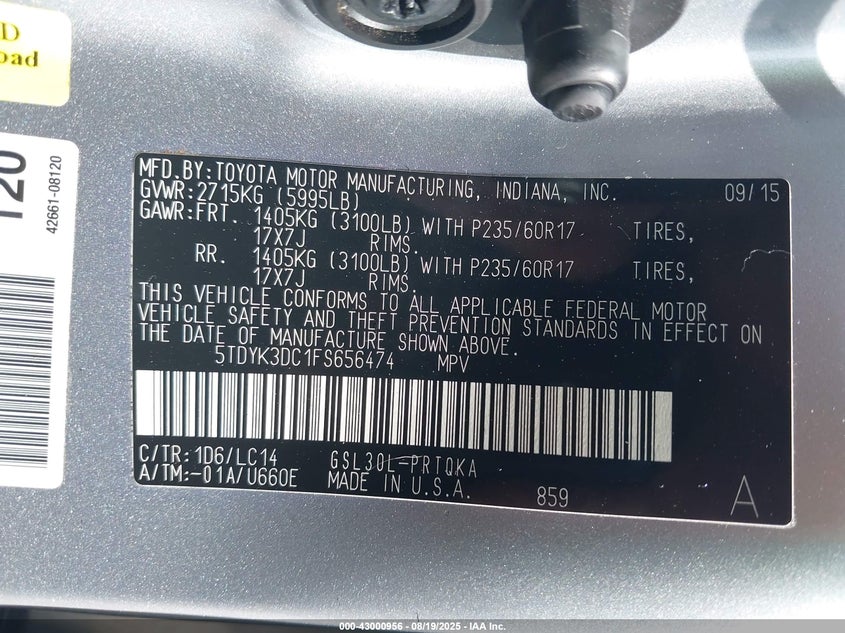 D
oad
120
42661-08120
MFD.BY:TOYOTA MOTOR MANUFACTURING, INDIANA, INC. 09/15
GVWR:2715KG (5995LB)
GAWR:FRT. 1405KG (3100LB) WITH P235/60R17 TIRES,
17X7J RIMS.
RR. 1405KG (3100LB) WITH P235/60R17 TIRES,
17X7J RIMS.
THIS VEHICLE CONFORMS TO ALL APPLICABLE FEDERAL MOTOR
VEHICLE SAFETY AND THEFT PREVENTION STANDARDS IN EFFECT ON
THE DATE OF MANUFACTURE SHOWN ABOVE.
5TDYK3DC1FS656474 MPV
C/TR:1D6/LC14 GSL30L-PRTQKA
A/TM:-01A/U660E MADE IN U.S.A. 859 A
000-43000956 - 08/19/2025 - IAA Inc.